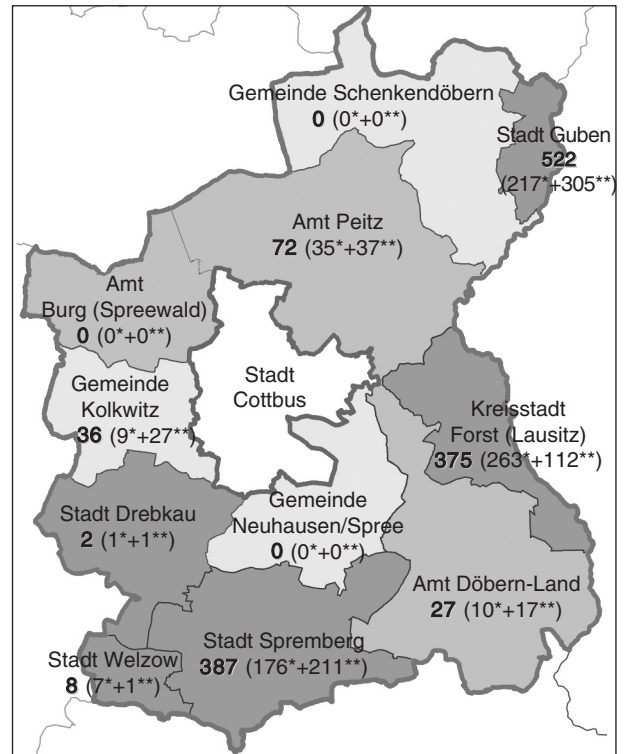 Gemeinde Schenkendöbern
0 (0*+0**)
Stadt Guben
522
(217*+305**)
Amt Peitz
72 (35*+37**)
Amt
Burg (Spreewald)
0 (0*+0**)
Gemeinde
Kolkwitz
36 (9*+27**)
Stadt
Cottbus
Kreisstadt
Forst (Lausitz)
375 (263*+112**)
Stadt Drebkau
2 (1*+1**)
Gemeinde
Neuhausen/Spree
0 (0*+0**)
Amt Döbern-Land
27 (10*+17**)
Stadt Spremberg
387 (176*+211**)
Stadt Welzow
8 (7*+1**)